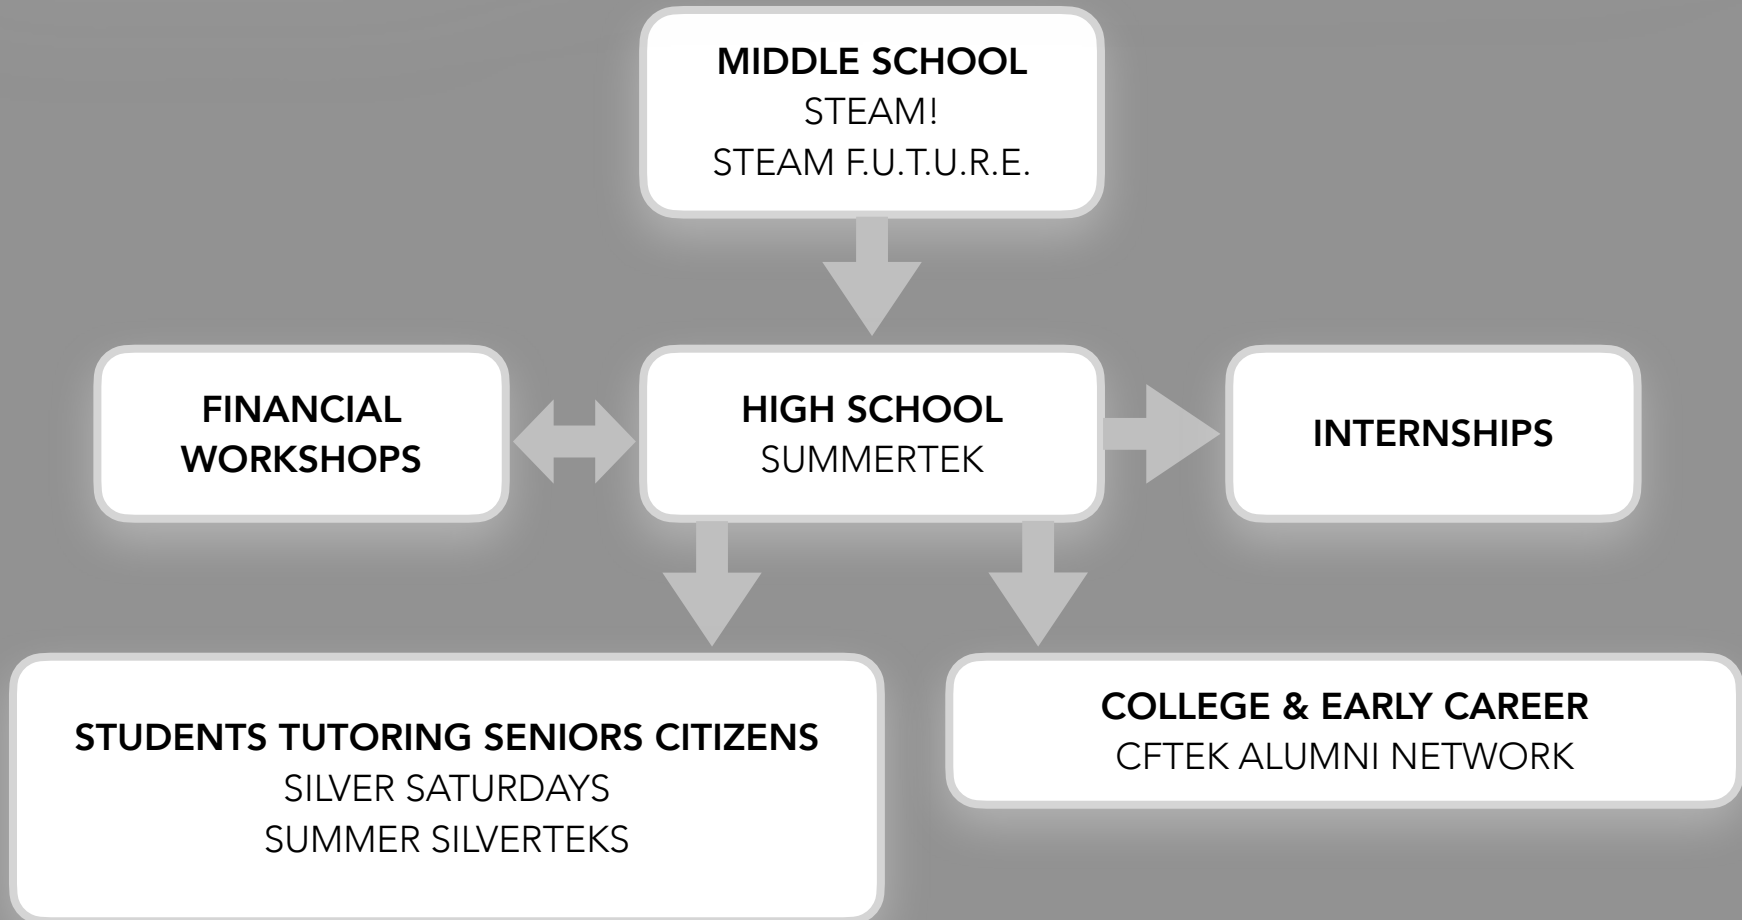 MIDDLE SCHOOL
STEAM!
STEAM F.U.T.U.R.E.
FINANCIAL
WORKSHOPS
HIGH SCHOOL
SUMMERTEK
INTERNSHIPS
STUDENTS TUTORING SENIORS CITIZENS
SILVER SATURDAYS
SUMMER SILVERTEKS
COLLEGE & EARLY CAREER
CFTEK ALUMNI NETWORK